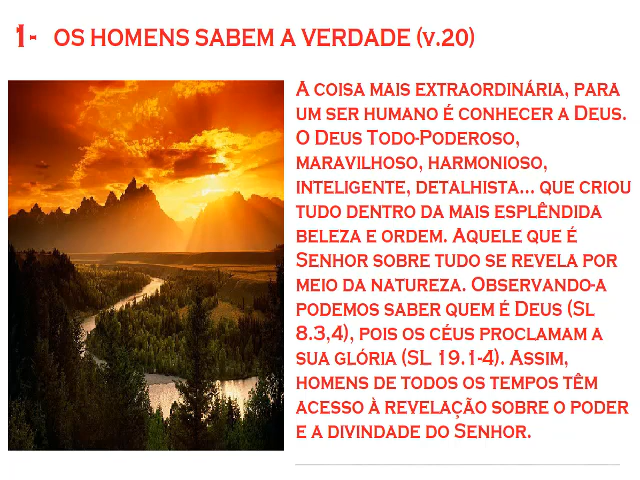 1- OS HOMENS SABEM A VERDADE (v.20)
A COISA MAIS EXTRAORDINÁRIA, PARA
UM SER HUMANO É CONHECER A DEUS.
O DEUS TODO-PODEROSO,
MARAVILHOSO, HARMONIOSO,
INTELIGENTE, DETALHISTA... QUE CRIOU
TUDO DENTRO DA MAIS ESPLÊNDIDA
BELEZA E ORDEM. AQUELE QUE É
SENHOR SOBRE TUDO SE REVELA POR
MEIO DA NATUREZA. OBSERVANDO-A
PODEMOS SABER QUEM É DEUS (SL
8.3,4), POIS OS CÉUS PROCLAMAM A
SUA GLÓRIA (SL 19.1-4). ASSIM,
HOMENS DE TODOS OS TEMPOS TÊM
ACESSO À REVELAÇÃO SOBRE O PODER
E A DIVINDADE DO SENHOR.